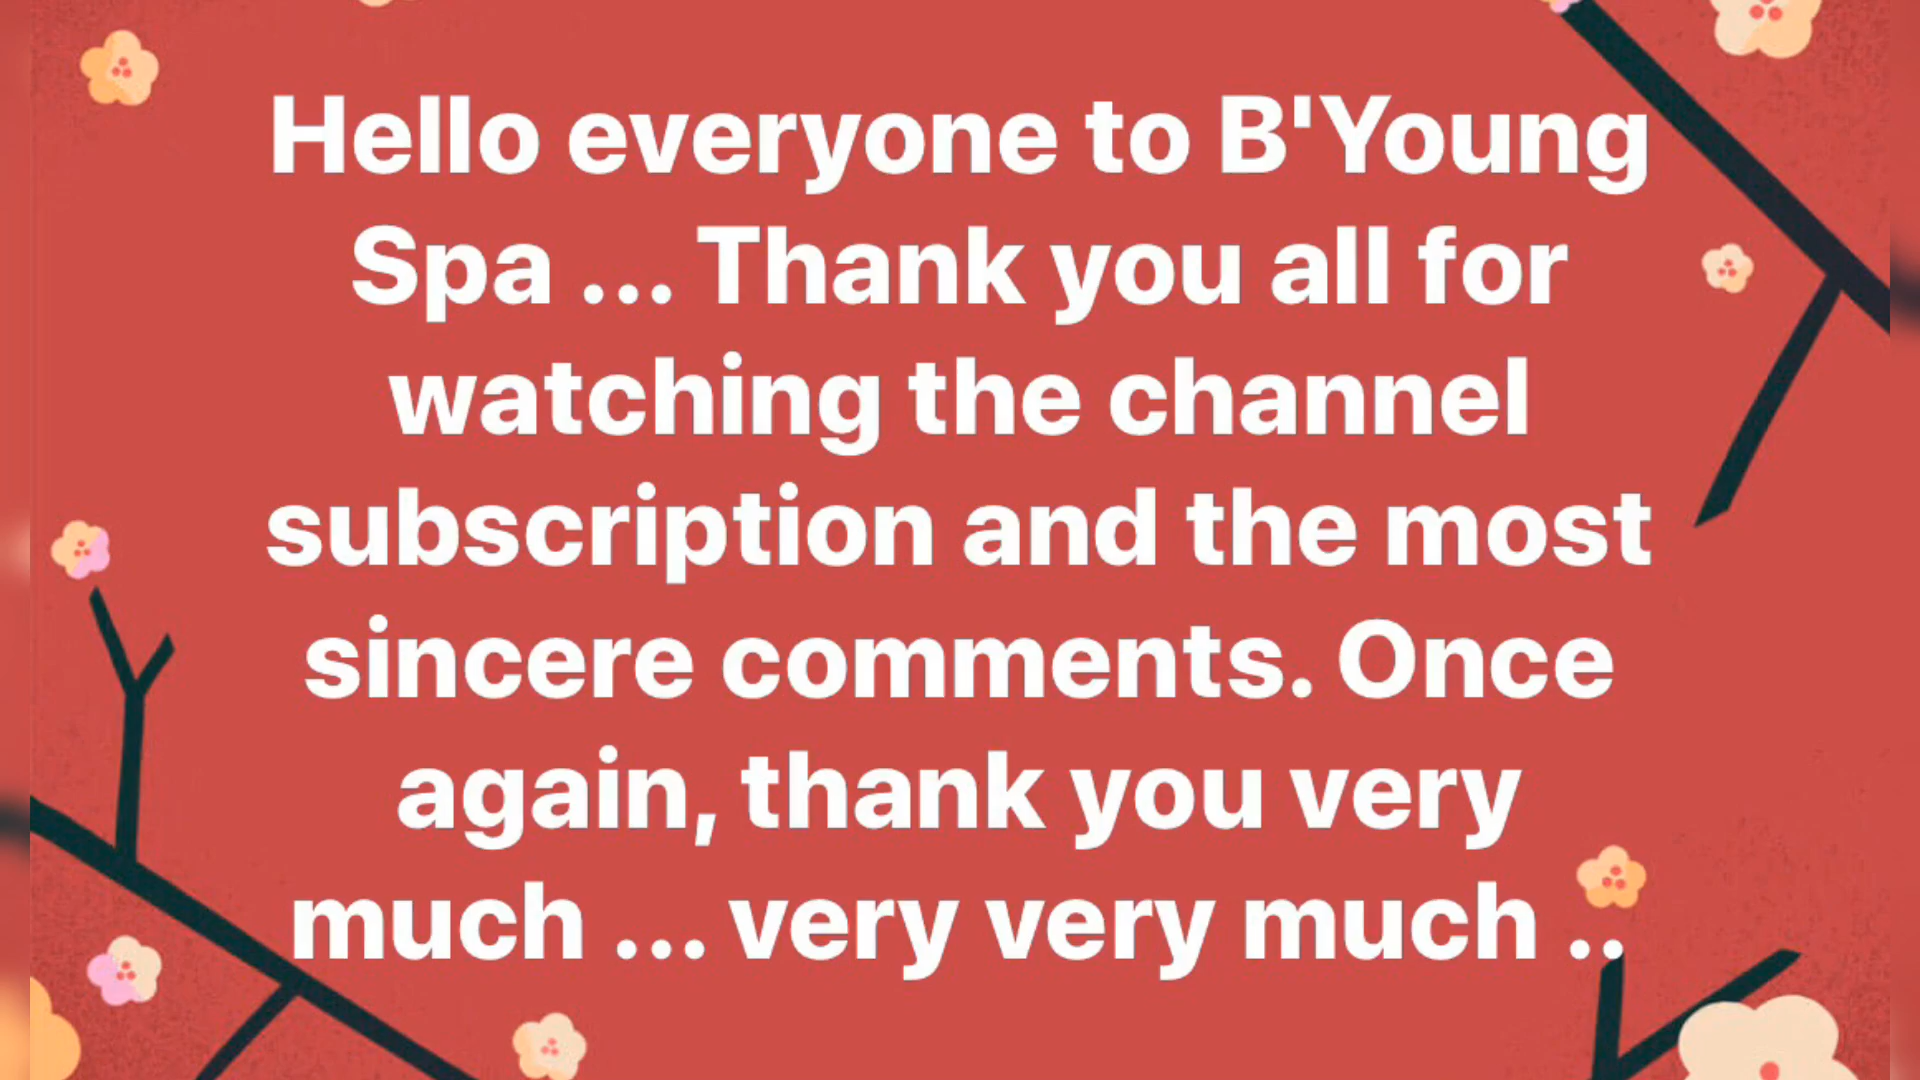 Hello everyone to B'Young
Spa ... Thank you all for
watching the channel
subscription and the most
sincere comments. Once
again, thank you very
much ... very very much ..